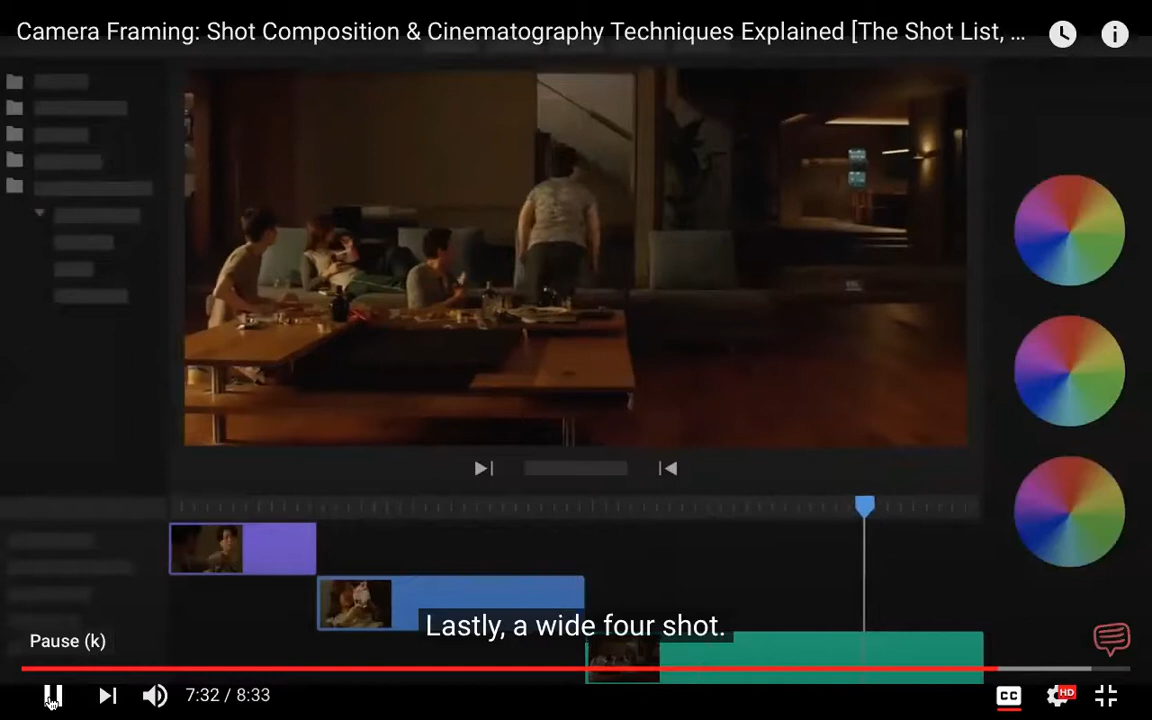 Camera Framing: Shot Composition & Cinematography Techniques Explained [The Shot List, ...
Lastly, a wide four shot.
Pause (k)
7:32 / 8:33
CC
HD